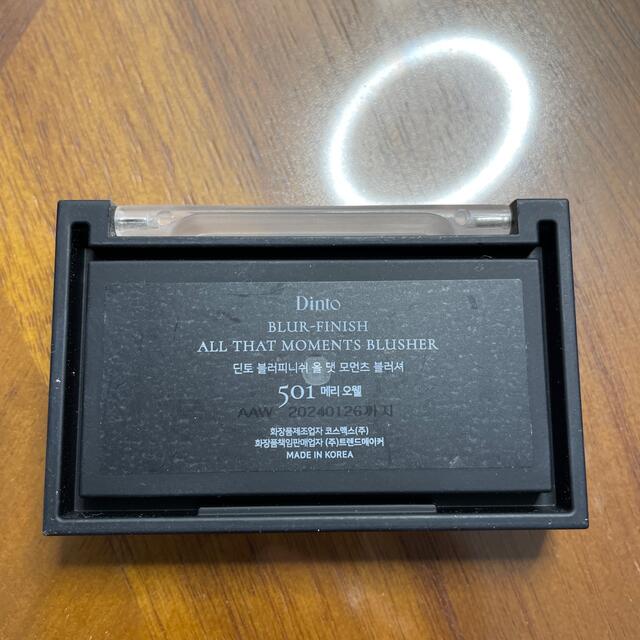 Dinto
BLUR-FINISH
ALL THAT MOMENTS BLUSHER
딘토 블러피니쉬 올 댓 모먼츠 블러셔
501 메리 오웰
AAW 20240126까지
화장품제조업자 코스맥스(주)
화장품책임판매업자 (주)트렌드메이커
MADE IN KOREA